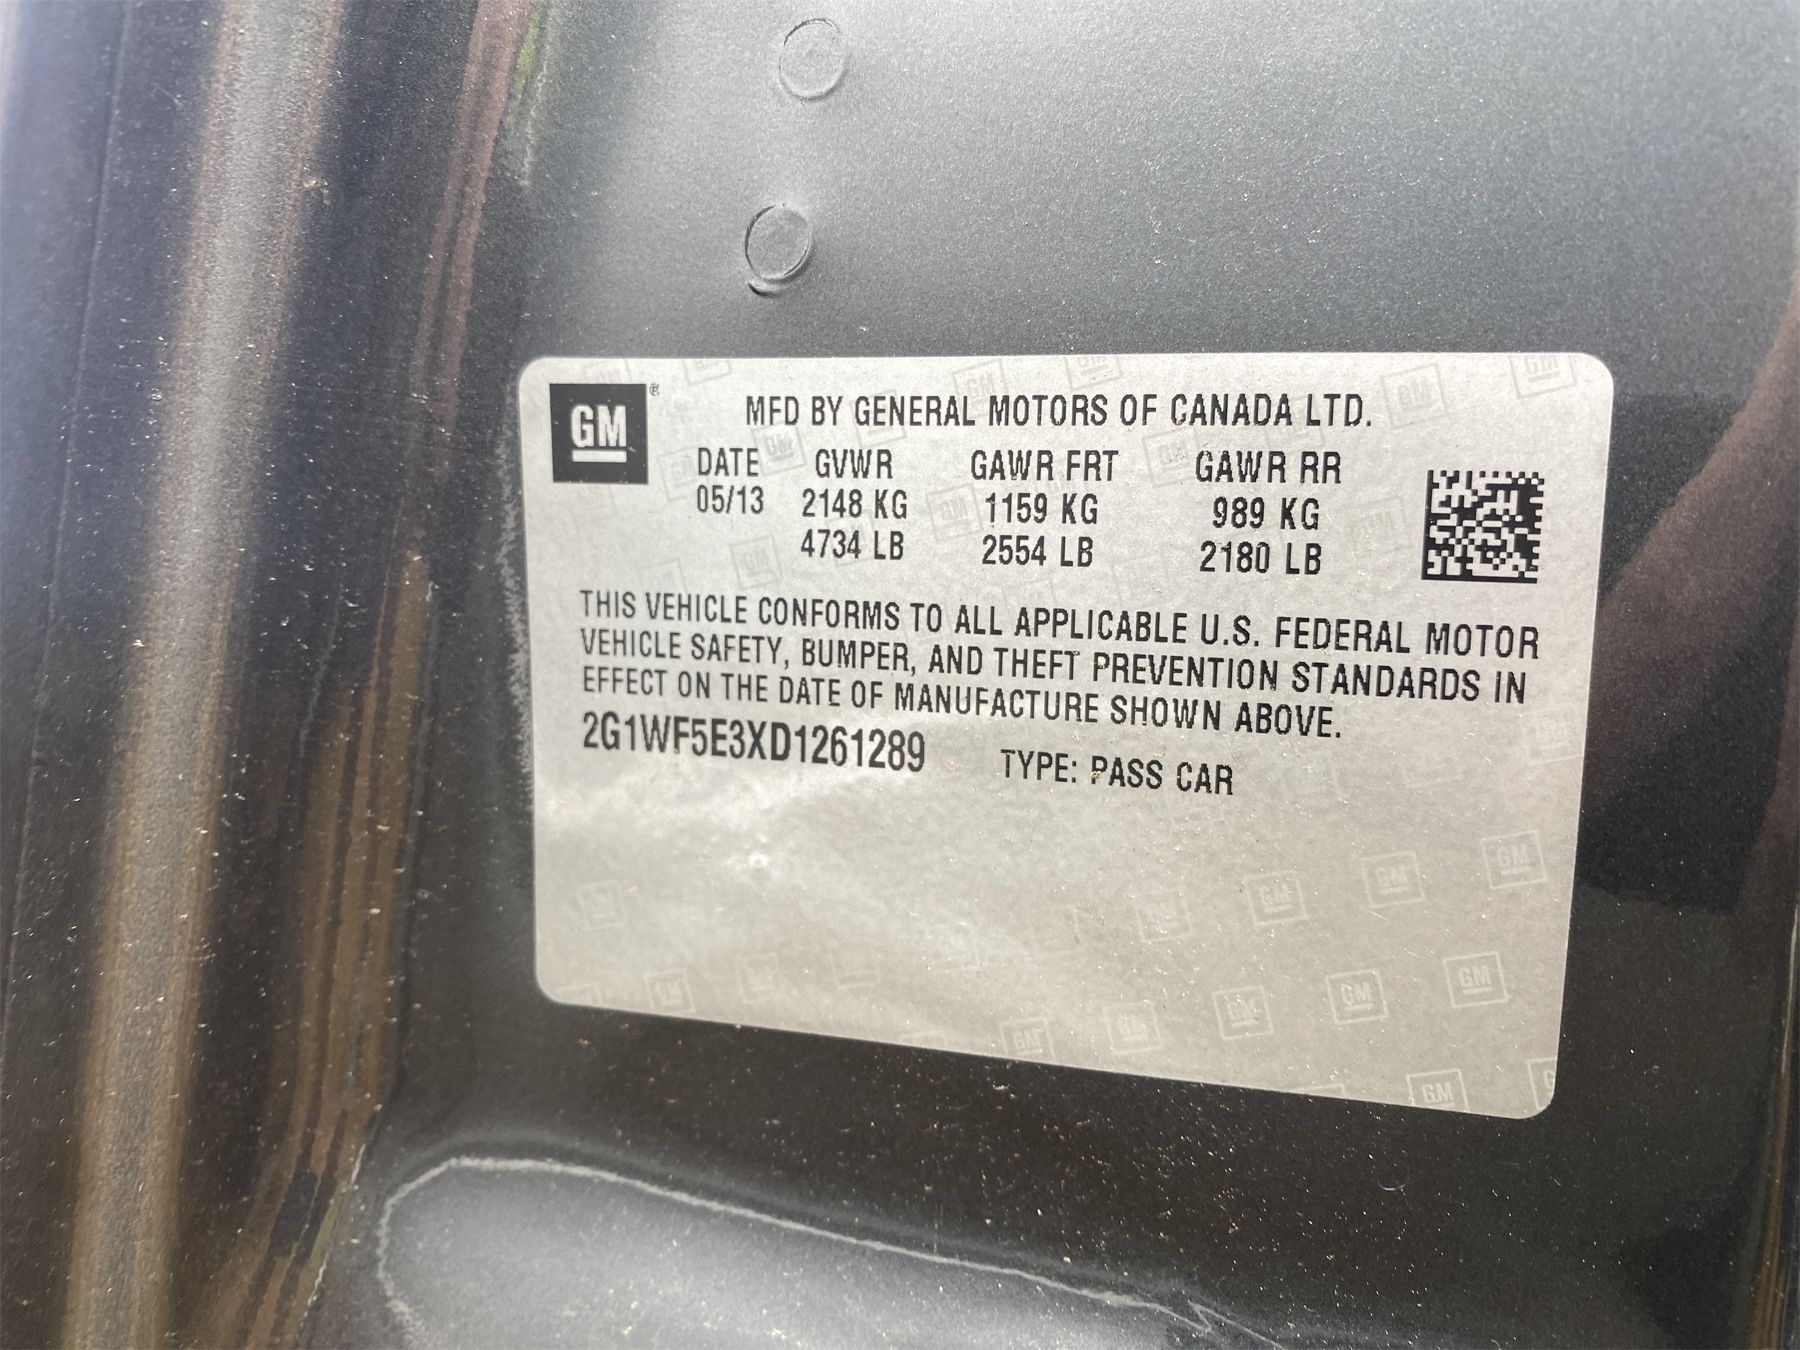 GM®
MFD BY GENERAL MOTORS OF CANADA LTD.
DATE GVWR GAWR FRT GAWR RR
05/13 2148 KG 1159 KG 989 KG
4734 LB 2554 LB 2180 LB
THIS VEHICLE CONFORMS TO ALL APPLICABLE U.S. FEDERAL MOTOR
VEHICLE SAFETY, BUMPER, AND THEFT PREVENTION STANDARDS IN
EFFECT ON THE DATE OF MANUFACTURE SHOWN ABOVE.
2G1WF5E3XD1261289 TYPE: PASS CAR